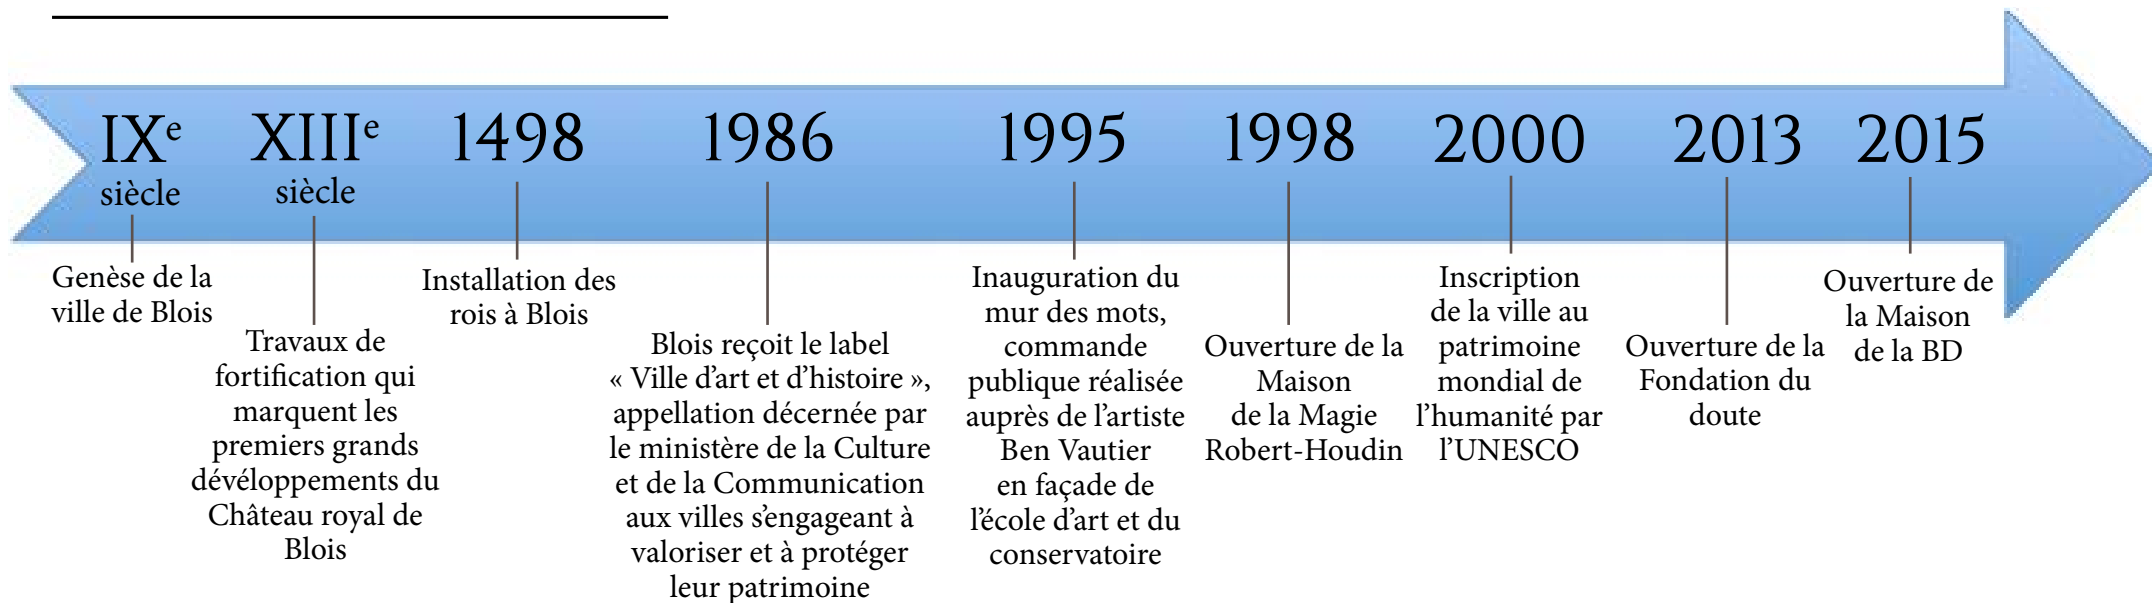 IXe
siècle
Genèse de la
ville de Blois
XIIIe
siècle
Travaux de
fortification qui
marquent les
premiers grands
dévéloppements du
Château royal de
Blois
1498
Installation des
rois à Blois
1986
Blois reçoit le label
« Ville d'art et d'histoire »,
appellation décernée par
le ministère de la Culture
et de la Communication
aux villes s'engageant à
valoriser et à protéger
leur patrimoine
1995
Inauguration du
mur des mots,
commande
publique réalisée
auprès de l'artiste
Ben Vautier
en façade de
l'école d'art et du
conservatoire
1998
Ouverture de la
Maison
de la Magie
Robert-Houdin
2000
Inscription
de la ville au
patrimoine
mondial de
l'humanité par
l'UNESCO
2013
Ouverture de la
Fondation du
doute
2015
Ouverture de
la Maison
de la BD